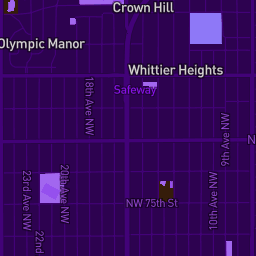 Crown Hill
Olympic Manor
Whittier Heights
Safeway
18th Ave NW
9th Ave NW
N
20th Ave NW
23rd Ave NW
10th Ave NW
NW 75th St
22nd